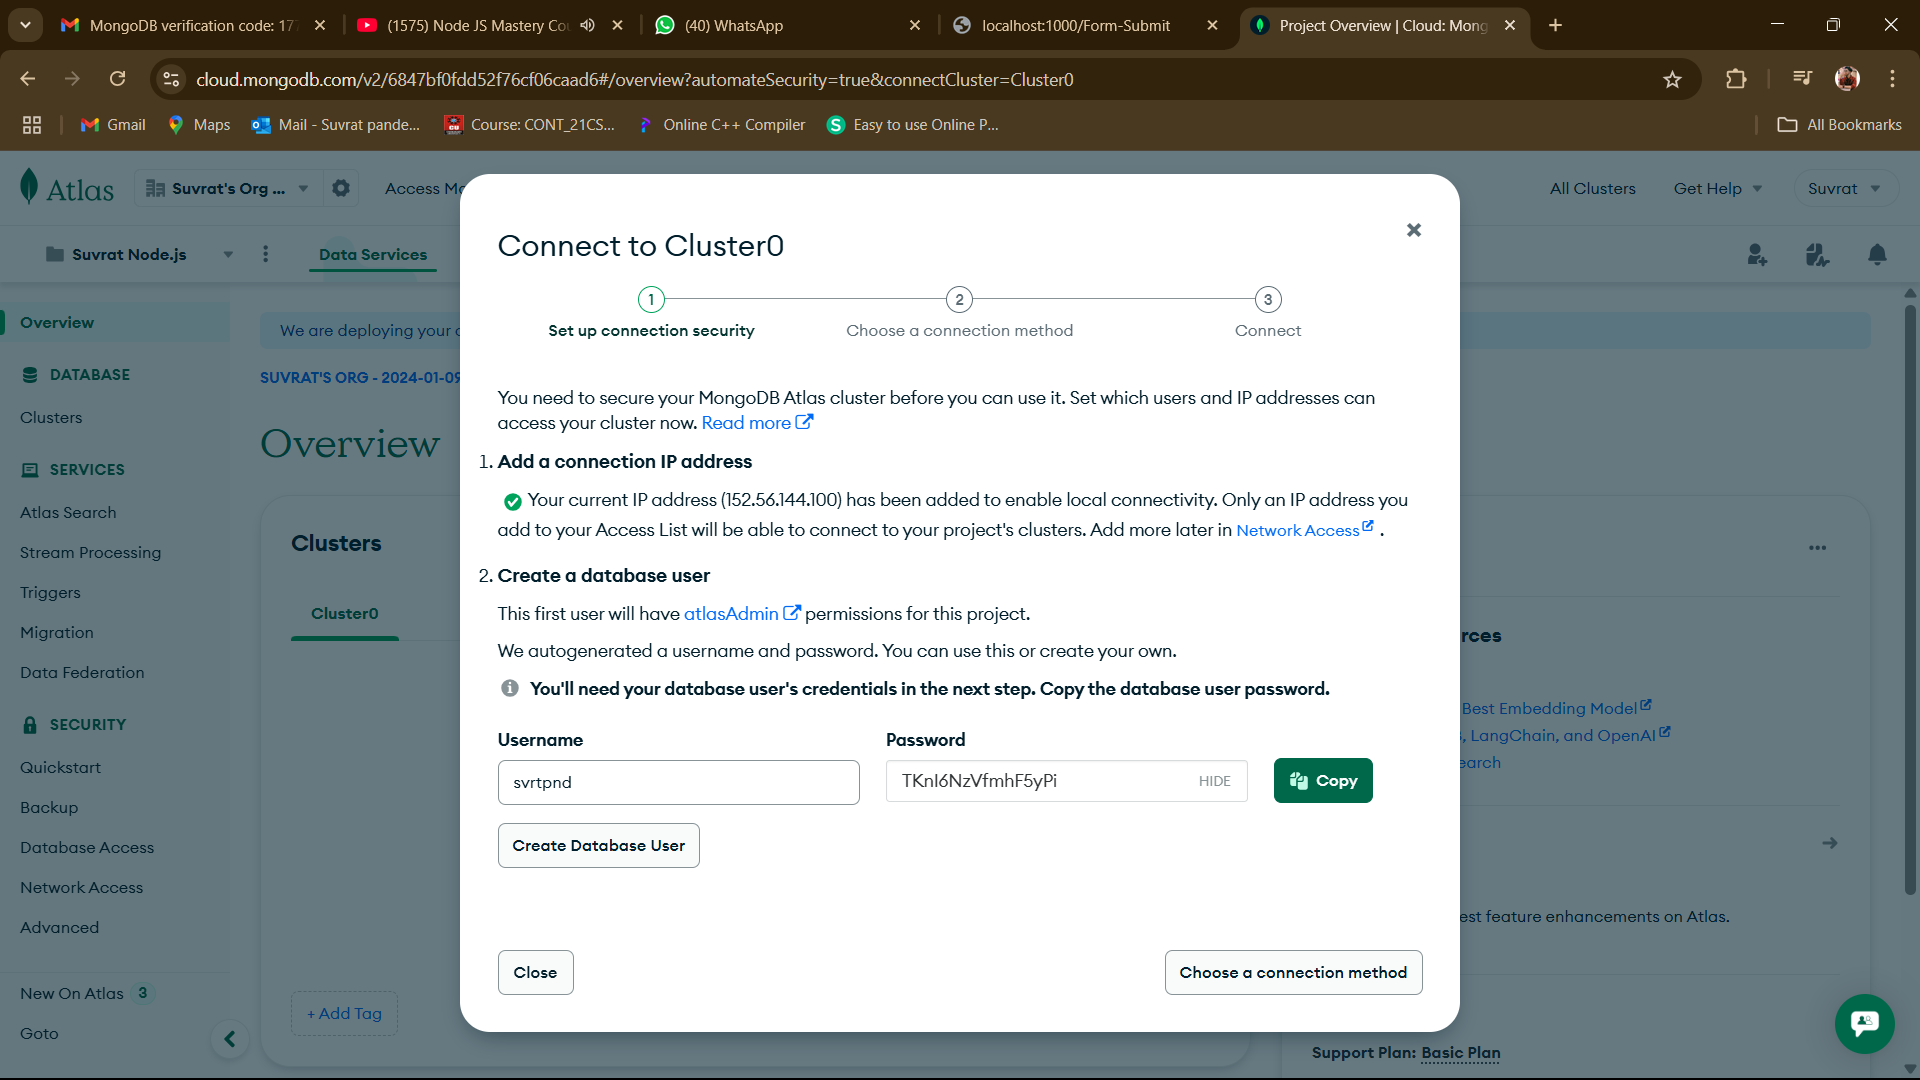 MongoDB verification code: 177
(1575) Node JS Mastery Cou
(40) WhatsApp
localhost:1000/Form-Submit
Project Overview | Cloud: Mong
cloud.mongodb.com/v2/6847bf0fdd52f76cf06caad6#/overview?automateSecurity=true&connectCluster=Cluster0
Gmail
Maps
Mail - Suvrat pande...
Course: CONT_21CS...
Online C++ Compiler
Easy to use Online P...
All Bookmarks
Atlas
Suvrat's Org ...
Access Ma
All Clusters
Get Help
Suvrat
Suvrat Node.js
Data Services
Overview
DATABASE
Clusters
SERVICES
Atlas Search
Stream Processing
Triggers
Migration
Data Federation
SECURITY
Quickstart
Backup
Database Access
Network Access
Advanced
New On Atlas 3
Goto
We are deploying your c
SUVRAT'S ORG - 2024-01-09
Overview
Clusters
Cluster0
+ Add Tag
Connect to Cluster0
1
2
3
Set up connection security
Choose a connection method
Connect
You need to secure your MongoDB Atlas cluster before you can use it. Set which users and IP addresses can
access your cluster now. Read more
1. Add a connection IP address
Your current IP address (152.56.144.100) has been added to enable local connectivity. Only an IP address you
add to your Access List will be able to connect to your project's clusters. Add more later in Network Access .
2. Create a database user
This first user will have atlasAdmin permissions for this project.
We autogenerated a username and password. You can use this or create your own.
You'll need your database user's credentials in the next step. Copy the database user password.
Username
Password
svrtpnd
TKnI6NzVfmhF5yPi
HIDE
Copy
Create Database User
Close
Choose a connection method
rces
Best Embedding Model
, LangChain, and OpenAI
earch
est feature enhancements on Atlas.
Support Plan: Basic Plan